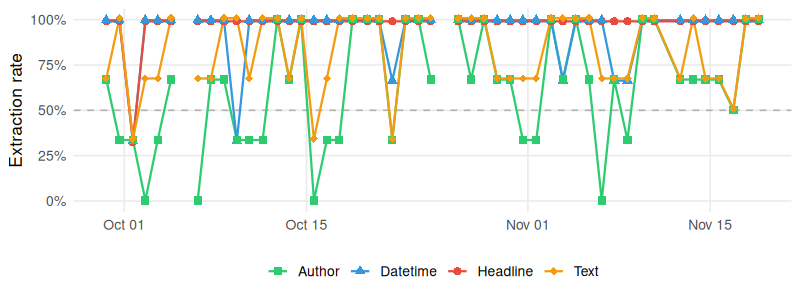 Extraction rate
100%
75%
50%
25%
0%
Oct 01 Oct 15 Nov 01 Nov 15
Author Datetime Headline Text